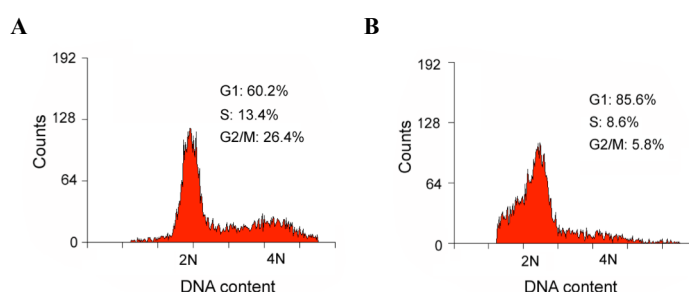 A
192
128
64
0
Counts
G1: 60.2%
S: 13.4%
G2/M: 26.4%
2N 4N
DNA content
B
192
128
64
0
Counts
G1: 85.6%
S: 8.6%
G2/M: 5.8%
2N 4N
DNA content